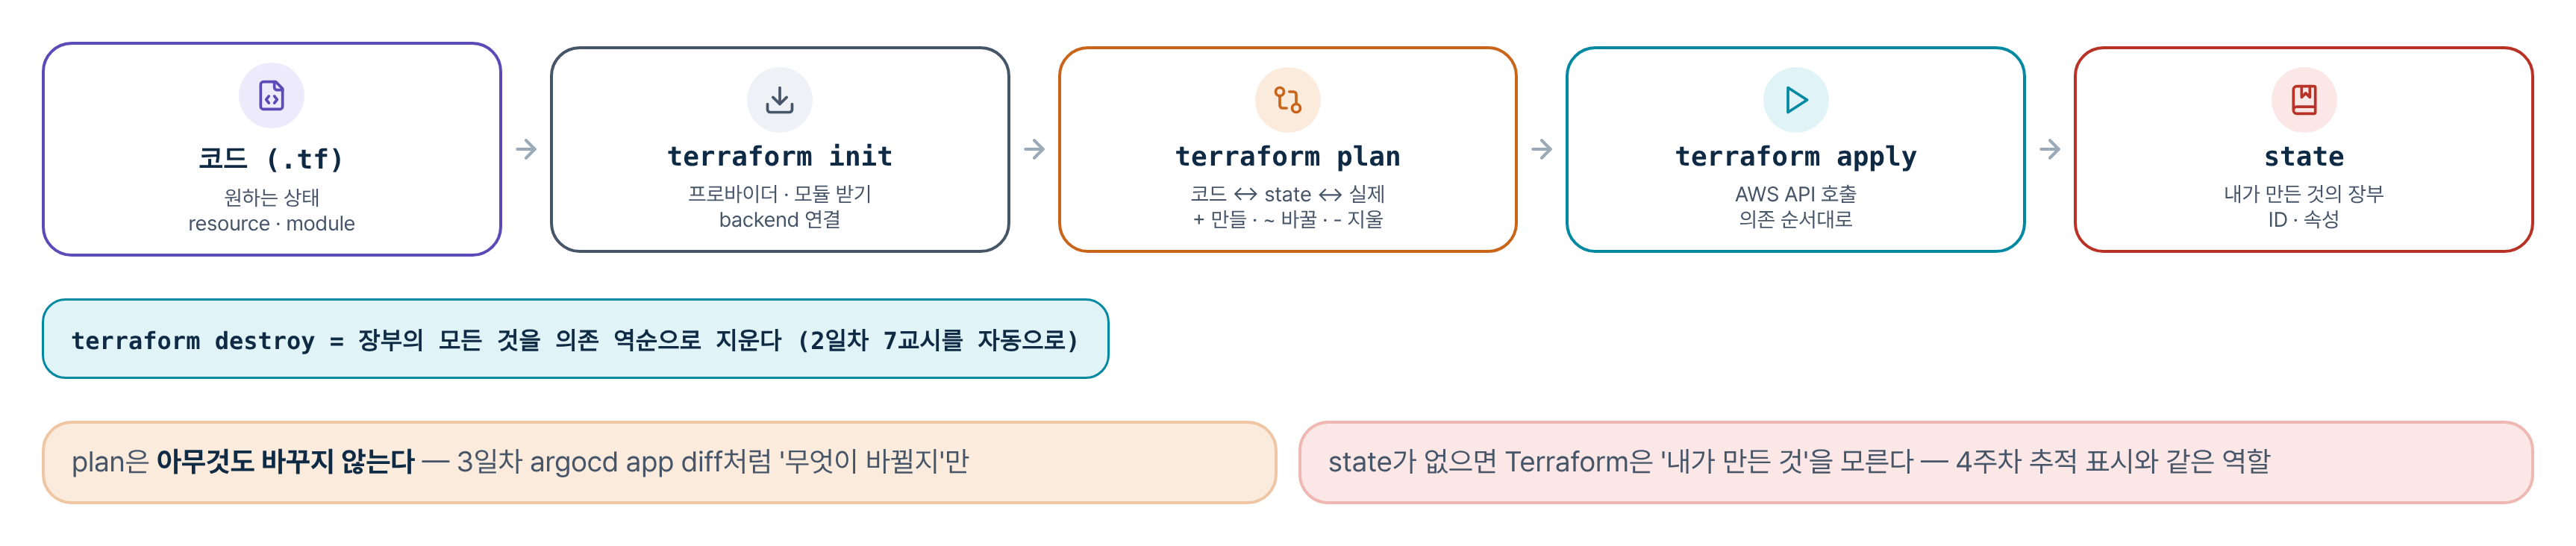 코드 (.tf)
원하는 상태
resource · module
terraform init
프로바이더 · 모듈 받기
backend 연결
terraform plan
코드 ↔ state ↔ 실제
+ 만들 · ~ 바꿀 · - 지울
terraform apply
AWS API 호출
의존 순서대로
state
내가 만든 것의 장부
ID · 속성
terraform destroy = 장부의 모든 것을 의존 역순으로 지운다 (2일차 7교시를 자동으로)
plan은 아무것도 바꾸지 않는다 — 3일차 argocd app diff처럼 '무엇이 바뀔지'만
state가 없으면 Terraform은 '내가 만든 것'을 모른다 — 4주차 추적 표시와 같은 역할